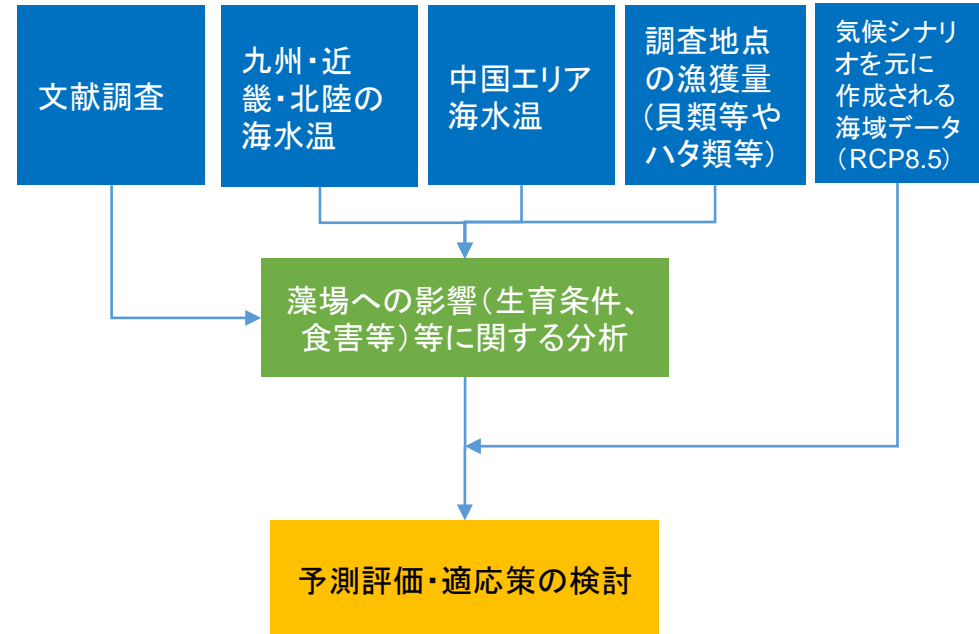 文献調査
九州・近
畿・北陸の
海水温
中国エリア
海水温
調査地点
の漁獲量
(貝類等や
ハタ類等)
気候シナリ
オを元に
作成される
海域データ
(RCP8.5)
藻場への影響(生育条件、
食害等)等に関する分析
予測評価・適応策の検討